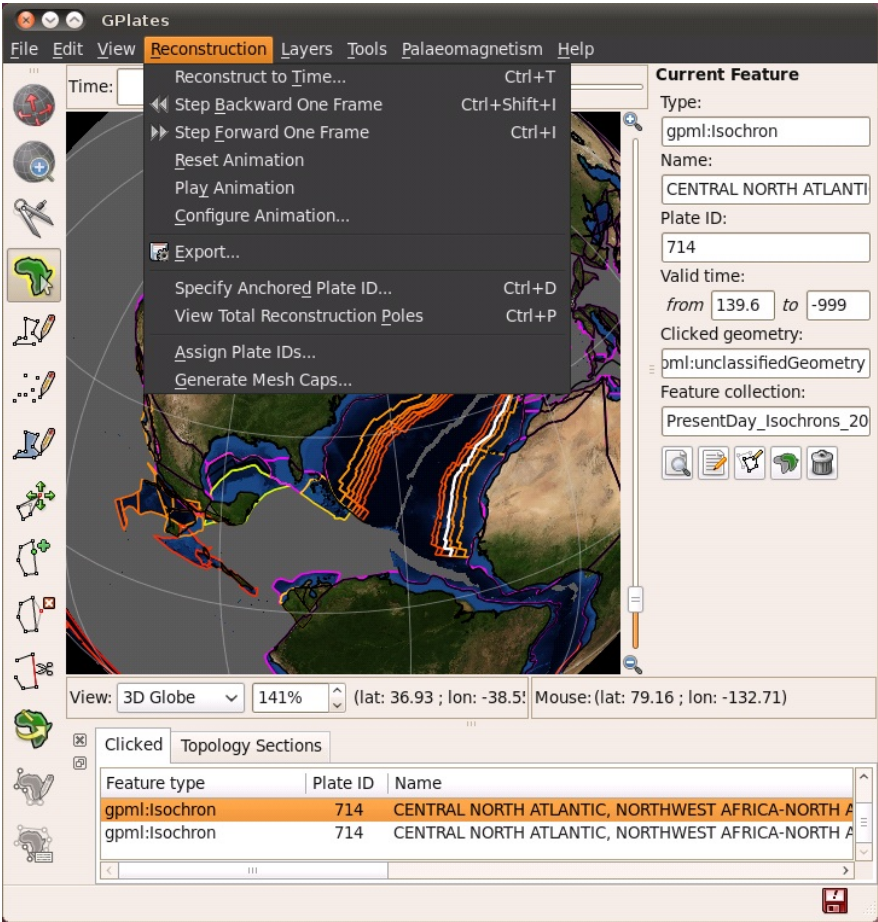 GPlates
File Edit View Reconstruction Layers Tools Palaeomagnetism Help
Time:
Reconstruct to Time... Ctrl+T
Step Backward One Frame Ctrl+Shift+I
Step Forward One Frame Ctrl+I
Reset Animation
Play Animation
Configure Animation...
Export...
Specify Anchored Plate ID... Ctrl+D
View Total Reconstruction Poles Ctrl+P
Assign Plate IDs...
Generate Mesh Caps...
Current Feature
Type:
gpml:Isochron
Name:
CENTRAL NORTH ATLANTI
Plate ID:
714
Valid time:
from 139.6 to -999
Clicked geometry:
pml:unclassifiedGeometry
Feature collection:
PresentDay_Isochrons_20
View: 3D Globe 141% (lat: 36.93 ; lon: -38.5 Mouse: (lat: 79.16 ; lon: -132.71)
Clicked Topology Sections
Feature type Plate ID Name
gpml:Isochron 714 CENTRAL NORTH ATLANTIC, NORTHWEST AFRICA-NORTH A
gpml:Isochron 714 CENTRAL NORTH ATLANTIC, NORTHWEST AFRICA-NORTH A